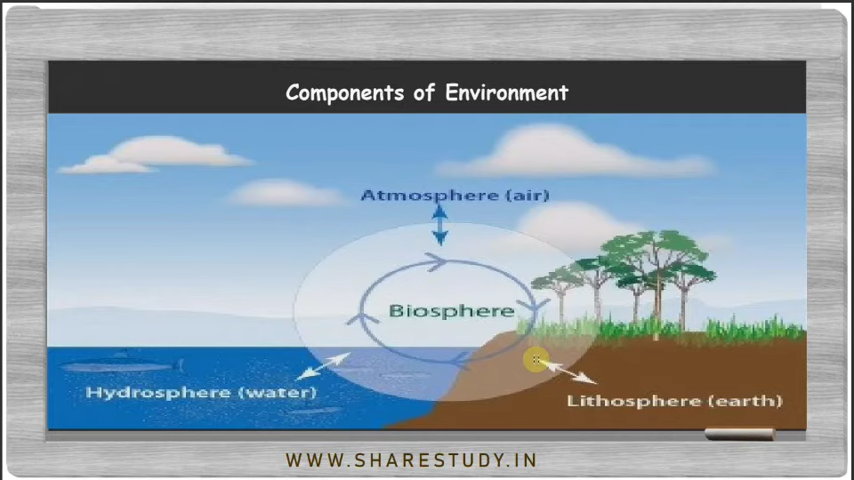 Components of Environment
Atmosphere (air)
Biosphere
Hydrosphere (water)
Lithosphere (earth)
WWW.SHARESTUDY.IN